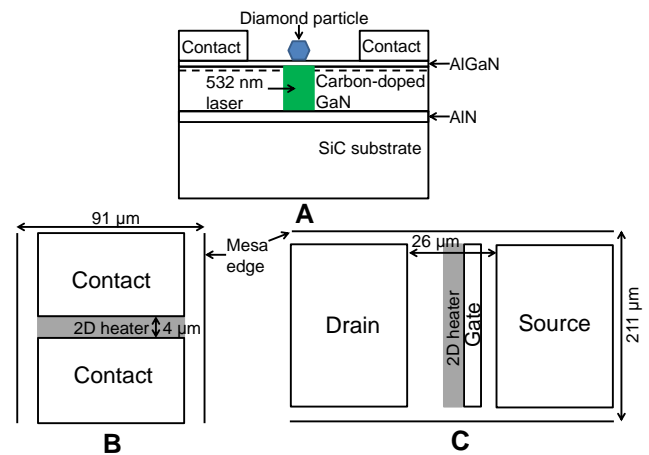 Diamond particle
Contact
Contact
AlGaN
532 nm
laser
Carbon-doped
GaN
AlN
SiC substrate
A
91 µm
Mesa
edge
Contact
2D heater
4 µm
Contact
B
26 µm
Drain
2D heater
Gate
Source
211 µm
C